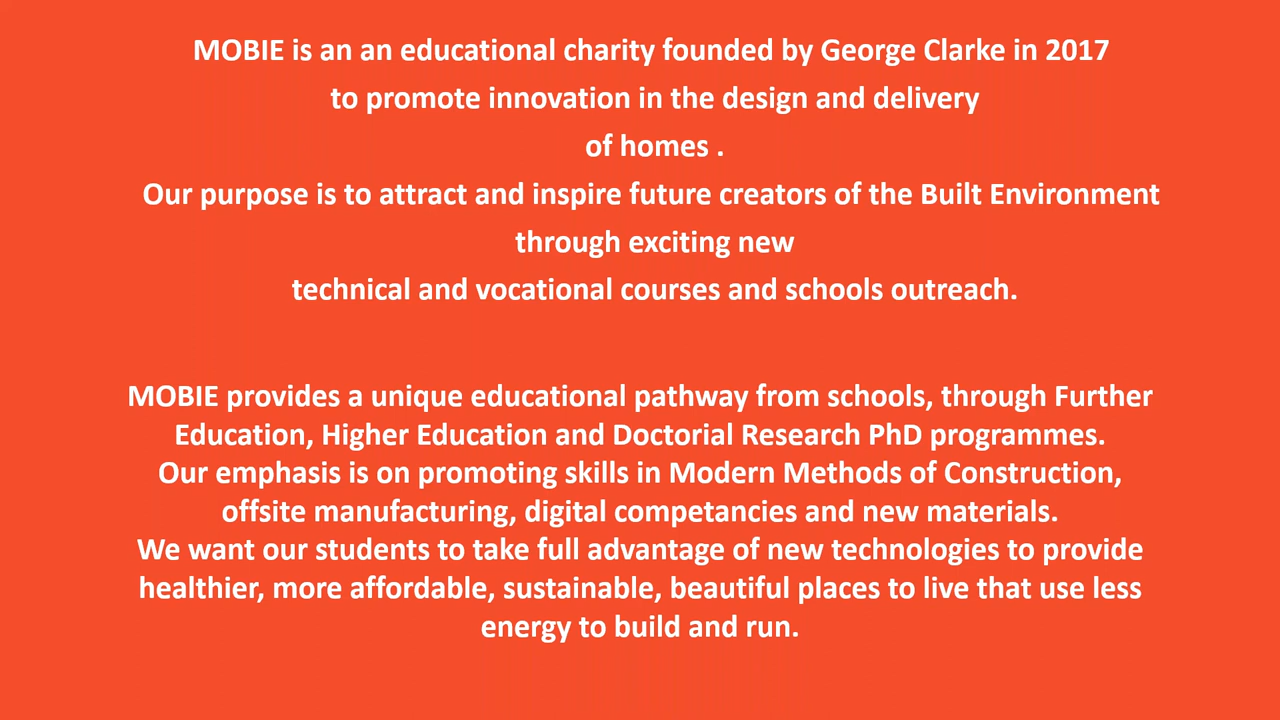 MOBIE is an an educational charity founded by George Clarke in 2017
to promote innovation in the design and delivery
of homes .
Our purpose is to attract and inspire future creators of the Built Environment
through exciting new
technical and vocational courses and schools outreach.
MOBIE provides a unique educational pathway from schools, through Further
Education, Higher Education and Doctorial Research PhD programmes.
Our emphasis is on promoting skills in Modern Methods of Construction,
offsite manufacturing, digital competancies and new materials.
We want our students to take full advantage of new technologies to provide
healthier, more affordable, sustainable, beautiful places to live that use less
energy to build and run.